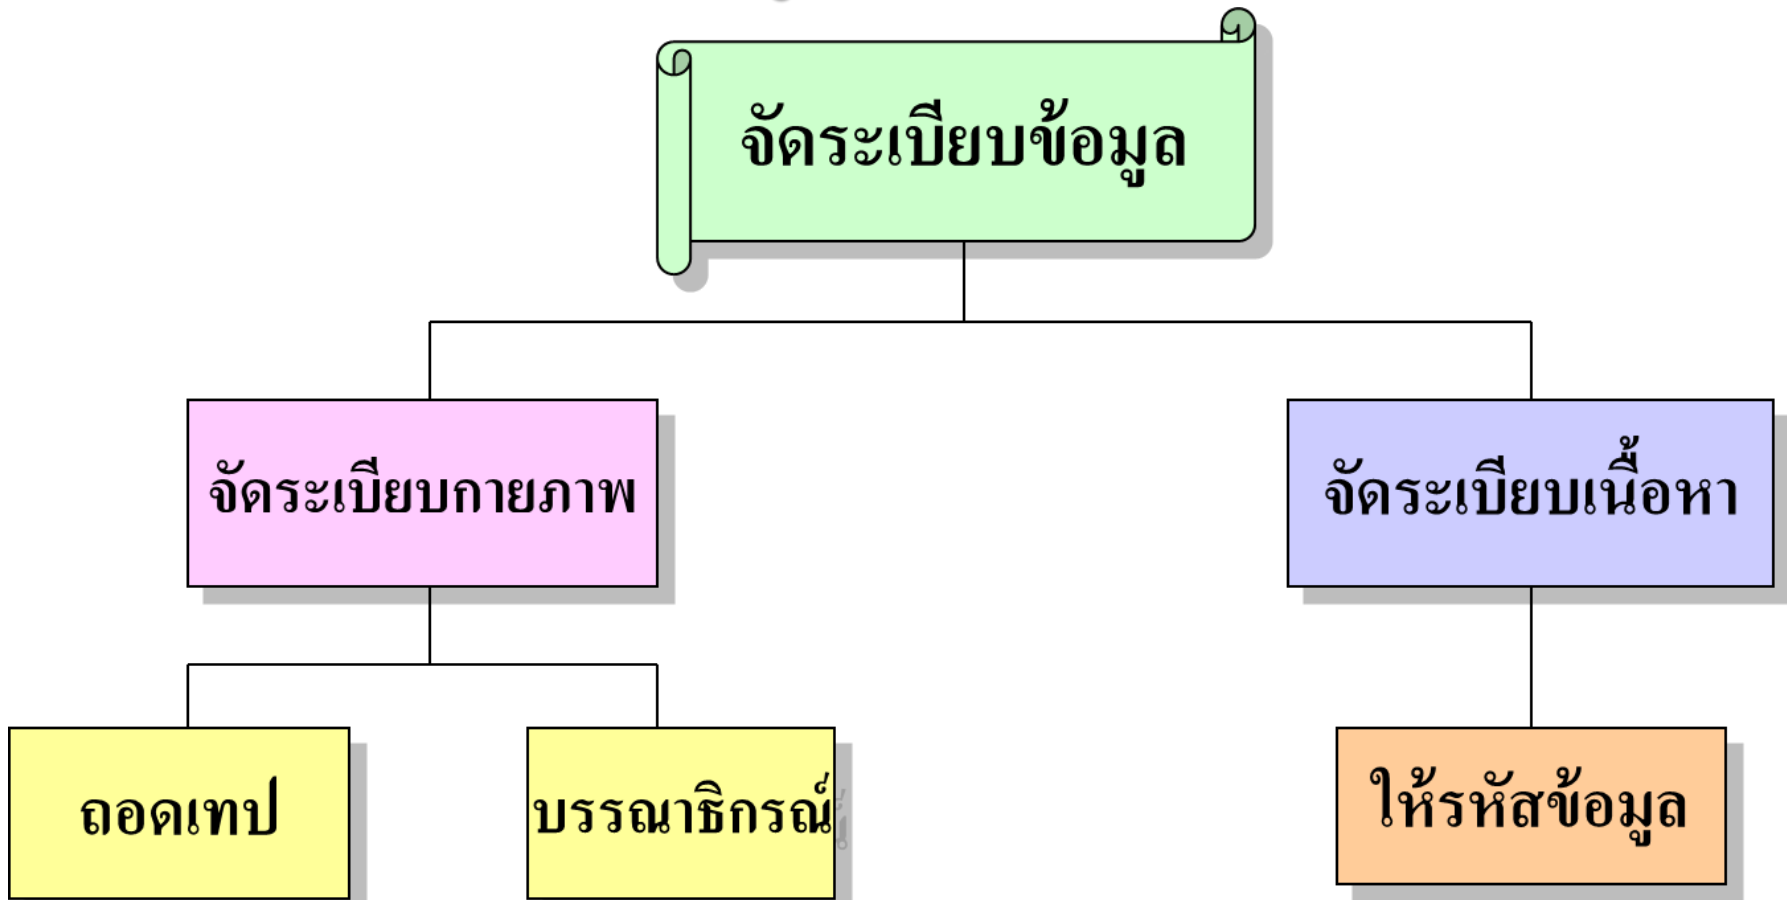 จัดระเบียบข้อมูล
จัดระเบียบกายภาพ
จัดระเบียบเนื้อหา
ถอดเทป
บรรณาธิกรณ์
ให้รหัสข้อมูล